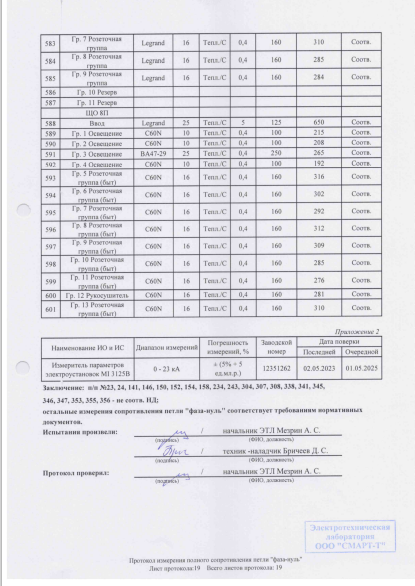 583 Гр. 7 Розеточная группа Legrand 16 Тепл./С 0,4 160 310 Соотв.
584 Гр. 8 Розеточная группа Legrand 16 Тепл./С 0,4 160 285 Соотв.
585 Гр. 9 Розеточная группа Legrand 16 Тепл./С 0,4 160 284 Соотв.
586 Гр. 10 Резерв
587 Гр. 11 Резерв
ЩО 8П
588 Ввод Legrand 25 Тепл./С 5 125 650 Соотв.
589 Гр. 1 Освещение C60N 10 Тепл./С 0,4 100 215 Соотв.
590 Гр. 2 Освещение C60N 10 Тепл./С 0,4 100 208 Соотв.
591 Гр. 3 Освещение ВА47-29 25 Тепл./С 0,4 250 265 Соотв.
592 Гр. 4 Освещение C60N 10 Тепл./С 0,4 100 192 Соотв.
593 Гр. 5 Розеточная группа (быт) C60N 16 Тепл./С 0,4 160 316 Соотв.
594 Гр. 6 Розеточная группа (быт) C60N 16 Тепл./С 0,4 160 302 Соотв.
595 Гр. 7 Розеточная группа (быт) C60N 16 Тепл./С 0,4 160 292 Соотв.
596 Гр. 8 Розеточная группа (быт) C60N 16 Тепл./С 0,4 160 312 Соотв.
597 Гр. 9 Розеточная группа (быт) C60N 16 Тепл./С 0,4 160 309 Соотв.
598 Гр. 10 Розеточная группа (быт) C60N 16 Тепл./С 0,4 160 285 Соотв.
599 Гр. 11 Розеточная группа (быт) C60N 16 Тепл./С 0,4 160 276 Соотв.
600 Гр. 12 Рукосушитель C60N 16 Тепл./С 0,4 160 281 Соотв.
601 Гр. 13 Розеточная группа (быт) C60N 16 Тепл./С 0,4 160 310 Соотв.
Приложение 2
Наименование ИО и ИС Диапазон измерений Погрешность измерений, % Заводской номер Дата поверки
Последней Очередной
Измеритель параметров электроустановок MI 3125B 0 - 23 кА ± (5% + 5 ед.мл.р.) 12351262 02.05.2023 01.05.2025
Заключение: п/п №23, 24, 141, 146, 150, 152, 154, 158, 234, 243, 304, 307, 308, 338, 341, 345,
346, 347, 353, 355, 356 - не соотв. НД;
остальные измерения сопротивления петли "фаза-нуль" соответствует требованиям нормативных
документов.
Испытания произвели: / начальник ЭТЛ Мезрин А. С.
(подпись) (ФИО, должность)
/ техник -наладчик Бричеев Д. С.
(подпись) (ФИО, должность)
Протокол проверил: / начальник ЭТЛ Мезрин А. С.
(подпись) (ФИО, должность)
Электротехническая
лаборатория
ООО "СМАРТ-Т"
Протокол измерения полного сопротивления петли "фаза-нуль"
Лист протокола:19 Всего листов протокола: 19